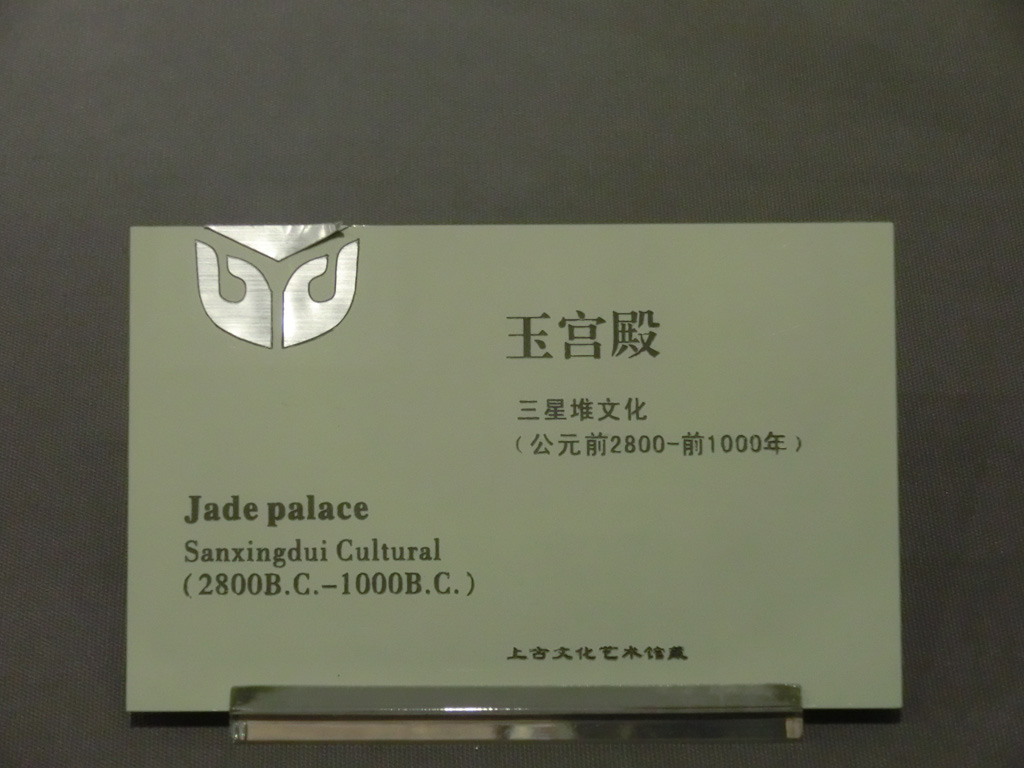 玉宫殿
三星堆文化
（公元前2800-前1000年）
Jade palace
Sanxingdui Cultural
(2800B.C.-1000B.C.)
上古文化艺术馆藏